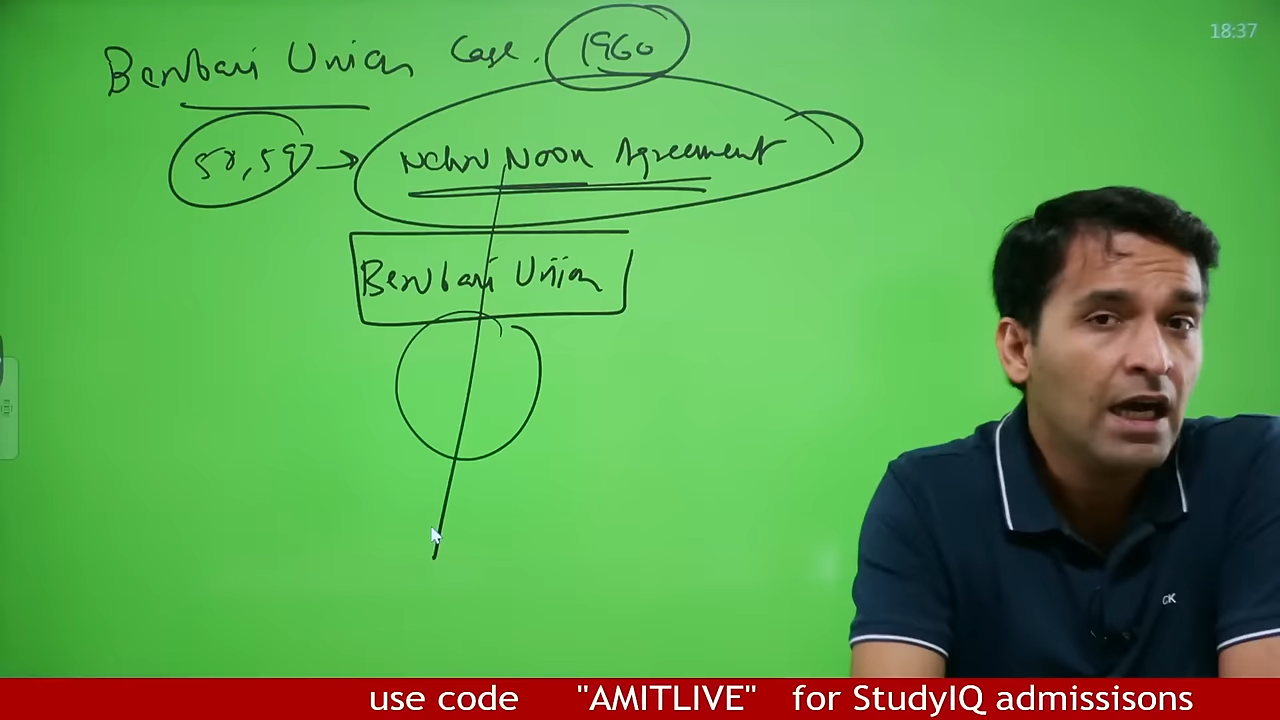 18:37
Berubari Union Case. 1960
58,59 → Nehru Noon Agreement
Berubari Union
CK
use code "AMITLIVE" for StudyIQ admissisons